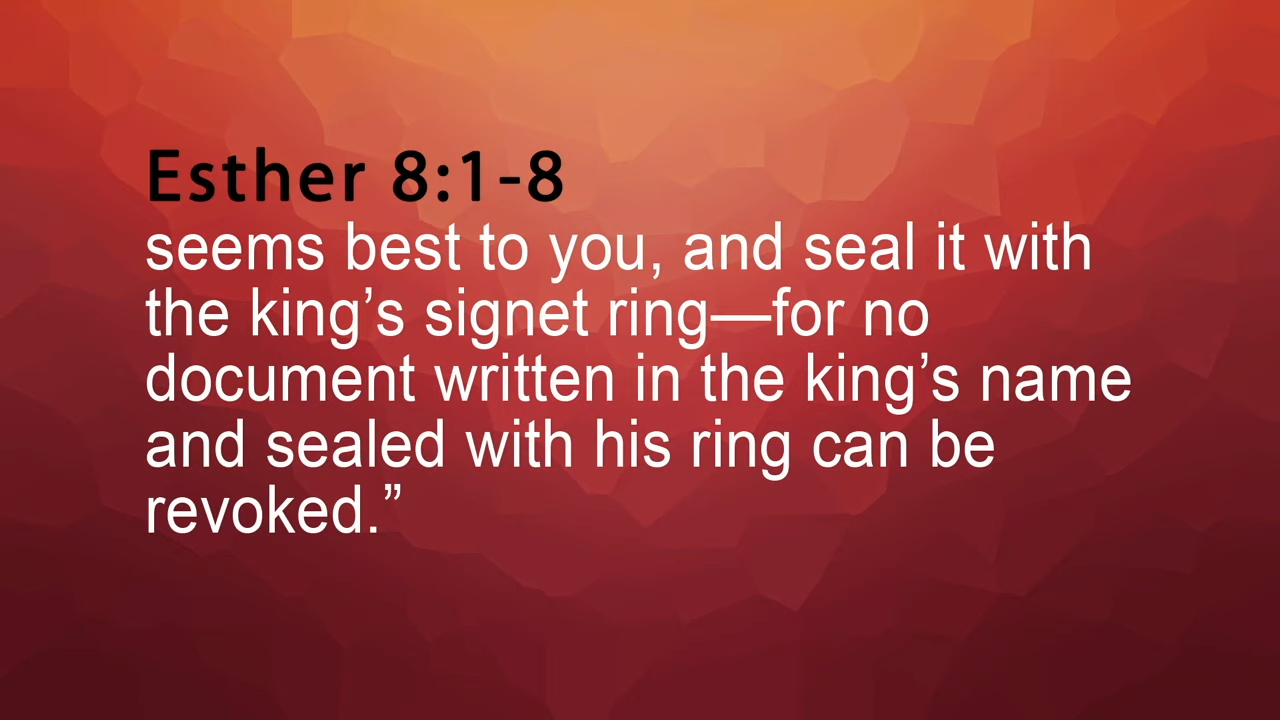 Esther 8:1-8
seems best to you, and seal it with
the king’s signet ring—for no
document written in the king’s name
and sealed with his ring can be
revoked.”